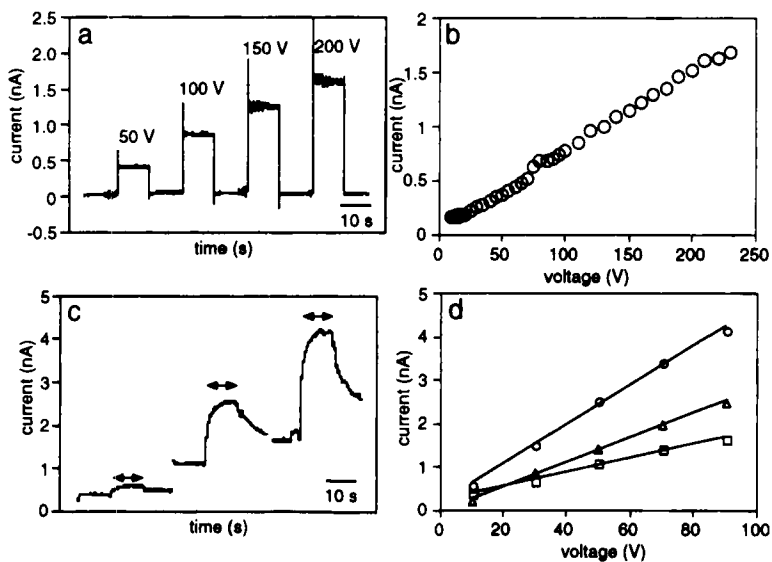 a
2.5
2.0
1.5
1.0
0.5
0
-0.5
current (nA)
50 V
100 V
150 V
200 V
10 s
time (s)
b
2
1.5
1
0.5
0
current (nA)
0 50 100 150 200 250
voltage (V)
c
5
4
3
2
1
0
current (nA)
10 s
time (s)
d
5
4
3
2
1
0
current (nA)
0 20 40 60 80 100
voltage (V)